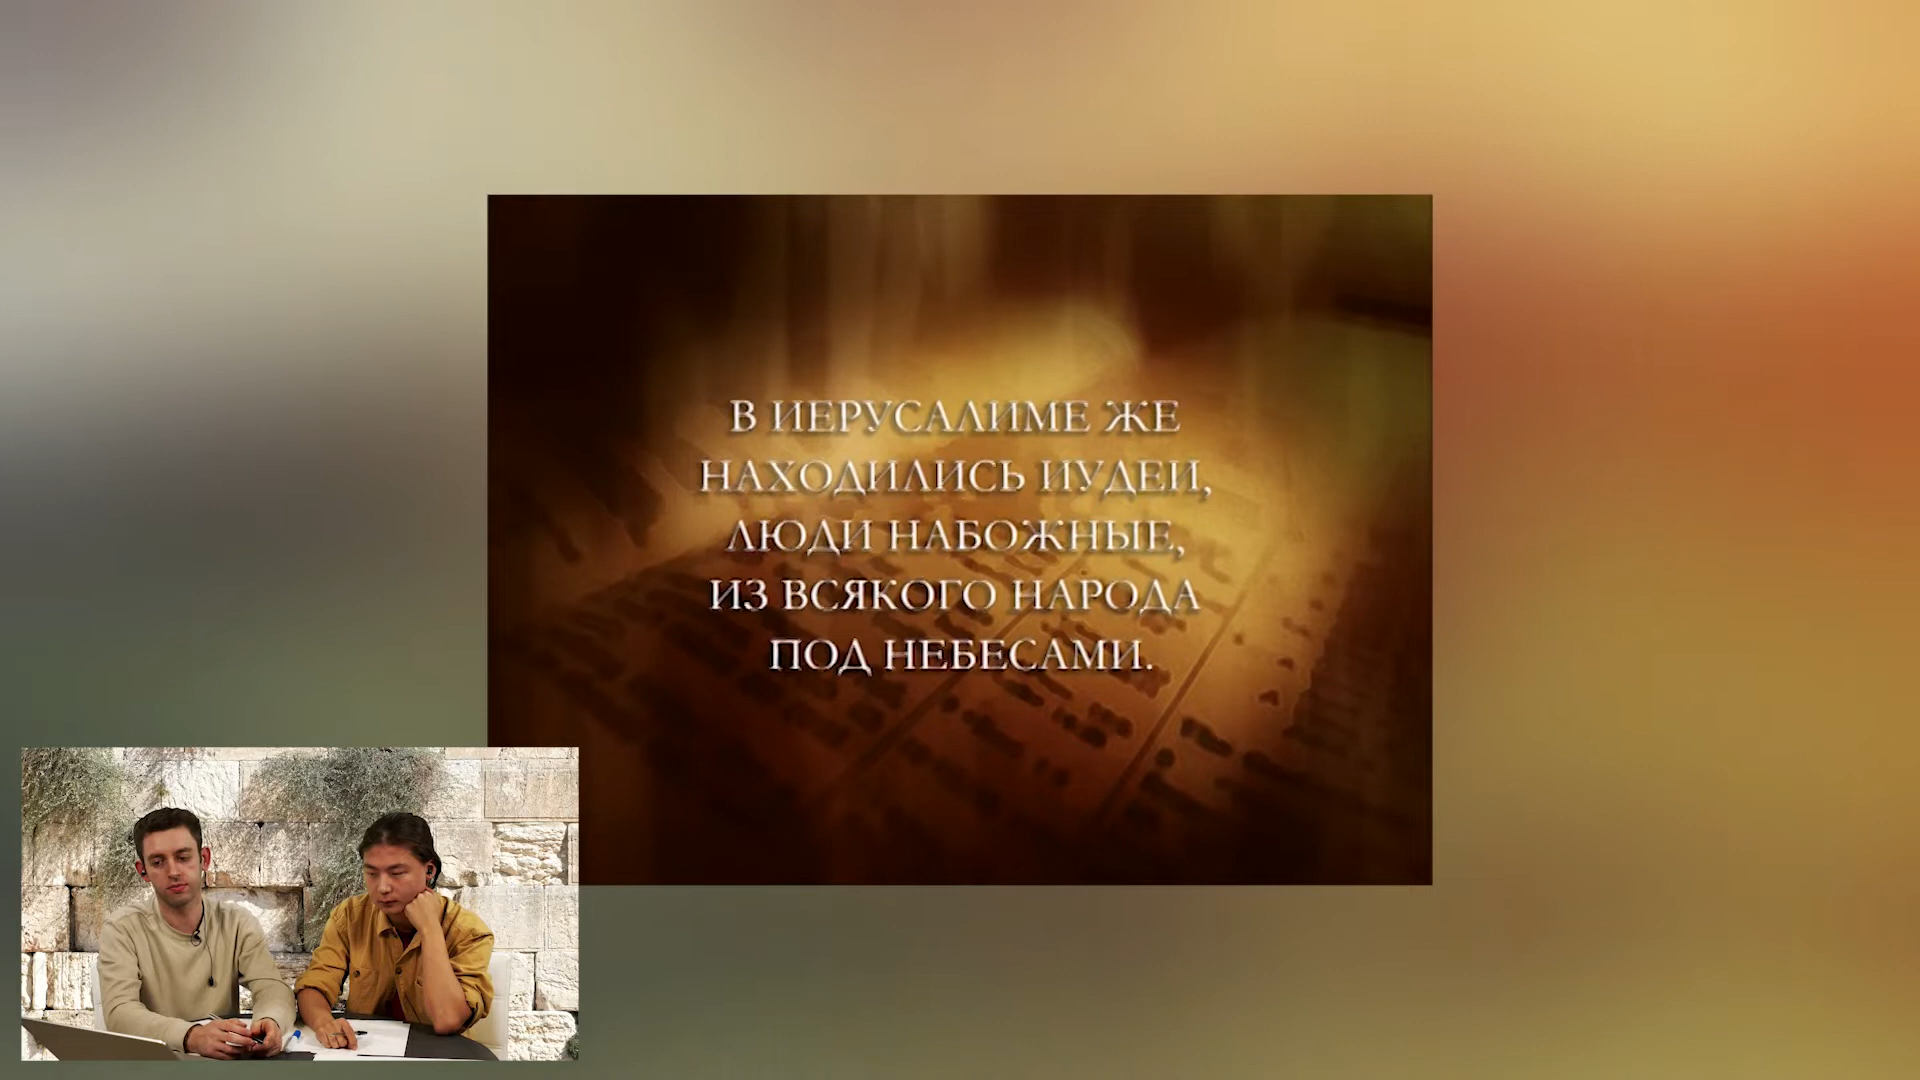 В ИЕРУСАЛИМЕ ЖЕ
НАХОДИЛИСЬ ИУДЕИ,
ЛЮДИ НАБОЖНЫЕ,
ИЗ ВСЯКОГО НАРОДА
ПОД НЕБЕСАМИ.